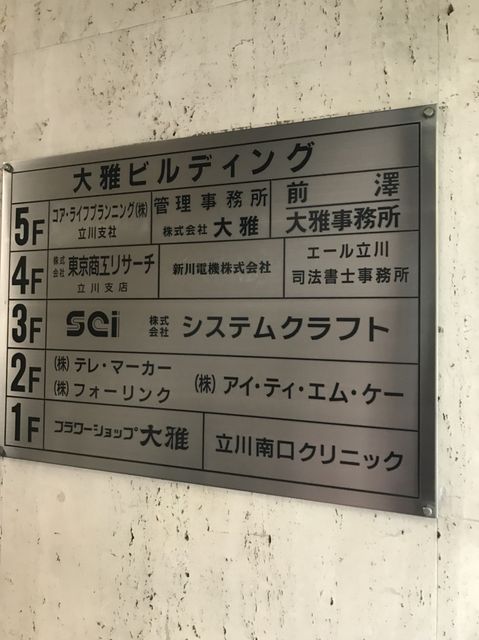 大雅ビルディング
5F
コア・ライフプランニング(株)
立川支社
管理事務所
株式会社 大雅
前澤
大雅事務所
4F
株式会社 東京商工リサーチ
立川支店
新川電機株式会社
エール立川
司法書士事務所
3F
SCi 株式会社 システムクラフト
2F
(株) テレ・マーカー
(株) フォーリンク
(株) アイ・ティ・エム・ケー
1F
フラワーショップ 大雅
立川南口クリニック